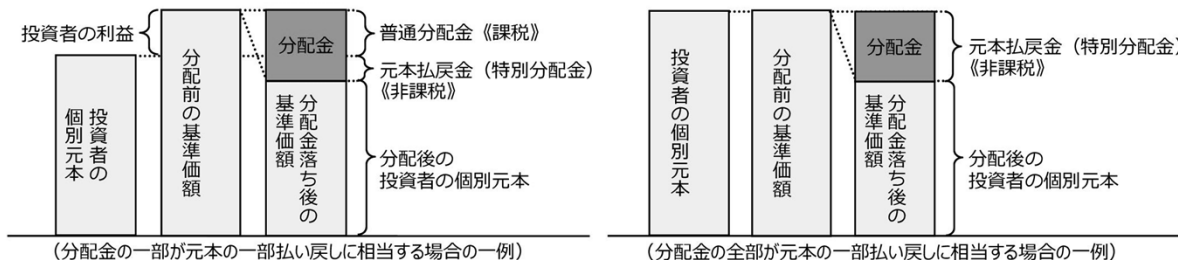 投資者の利益
投資者の
個別元本
分配前の基準価額
分配金
分配金落ち後の
基準価額
普通分配金《課税》
元本払戻金（特別分配金）
《非課税》
分配後の
投資者の個別元本
（分配金の一部が元本の一部払い戻しに相当する場合の一例）
投資者の個別元本
分配前の基準価額
分配金
分配金落ち後の
基準価額
元本払戻金（特別分配金）
《非課税》
分配後の
投資者の個別元本
（分配金の全部が元本の一部払い戻しに相当する場合の一例）